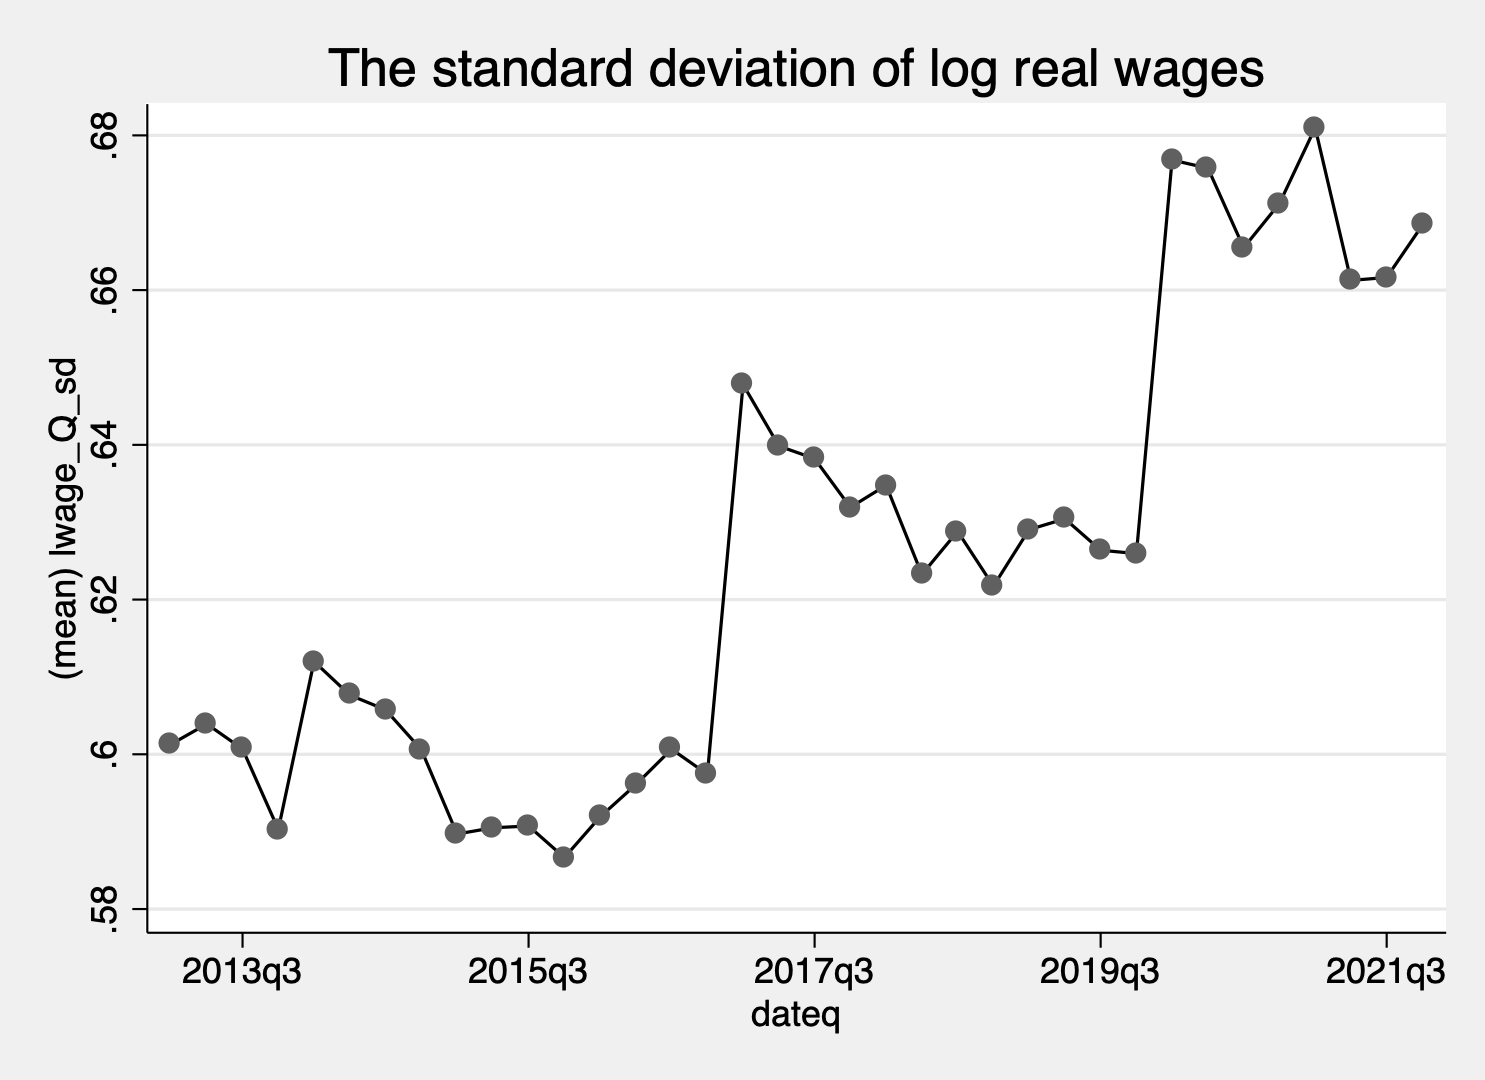 The standard deviation of log real wages
(mean) lwage_Q_sd
.68
.66
.64
.62
.6
.58
2013q3 2015q3 2017q3 2019q3 2021q3
dateq